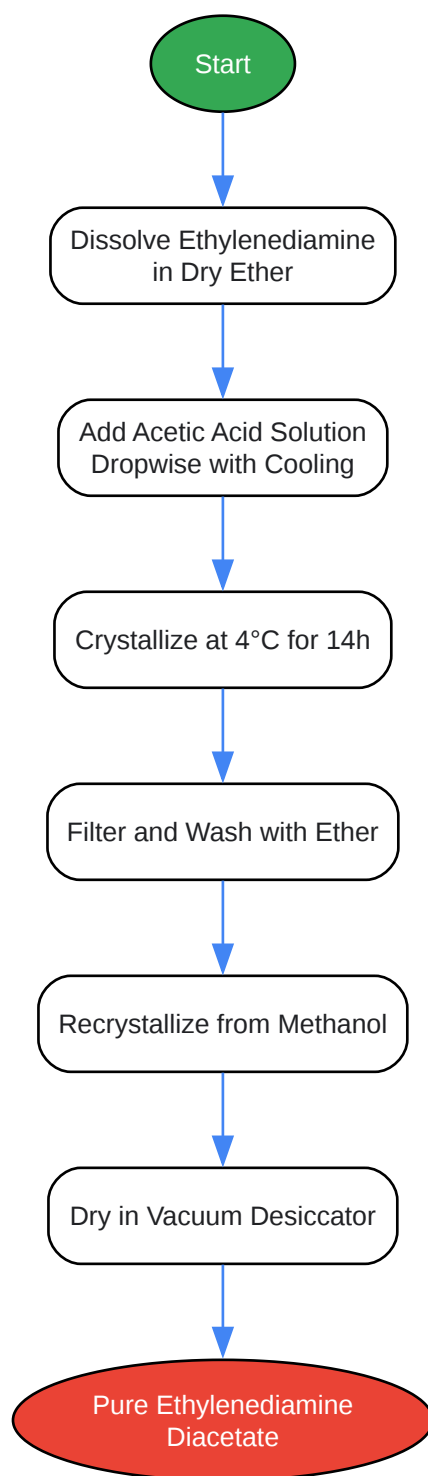 Start
Dissolve Ethylenediamine
in Dry Ether
Add Acetic Acid Solution
Dropwise with Cooling
Crystallize at 4°C for 14h
Filter and Wash with Ether
Recrystallize from Methanol
Dry in Vacuum Desiccator
Pure Ethylenediamine
Diacetate